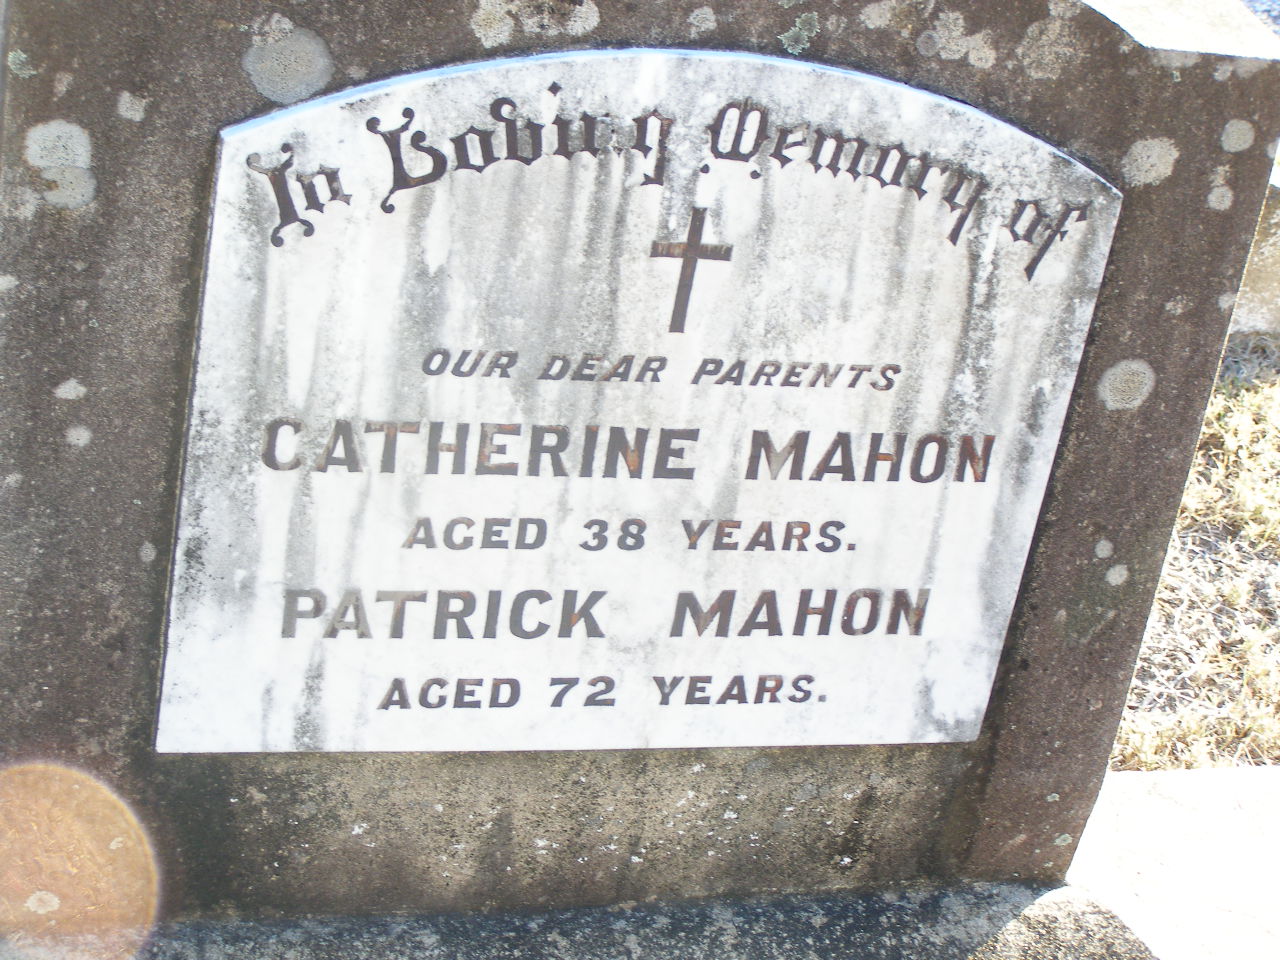 In Loving Memory of
OUR DEAR PARENTS
CATHERINE MAHON
AGED 38 YEARS.
PATRICK MAHON
AGED 72 YEARS.